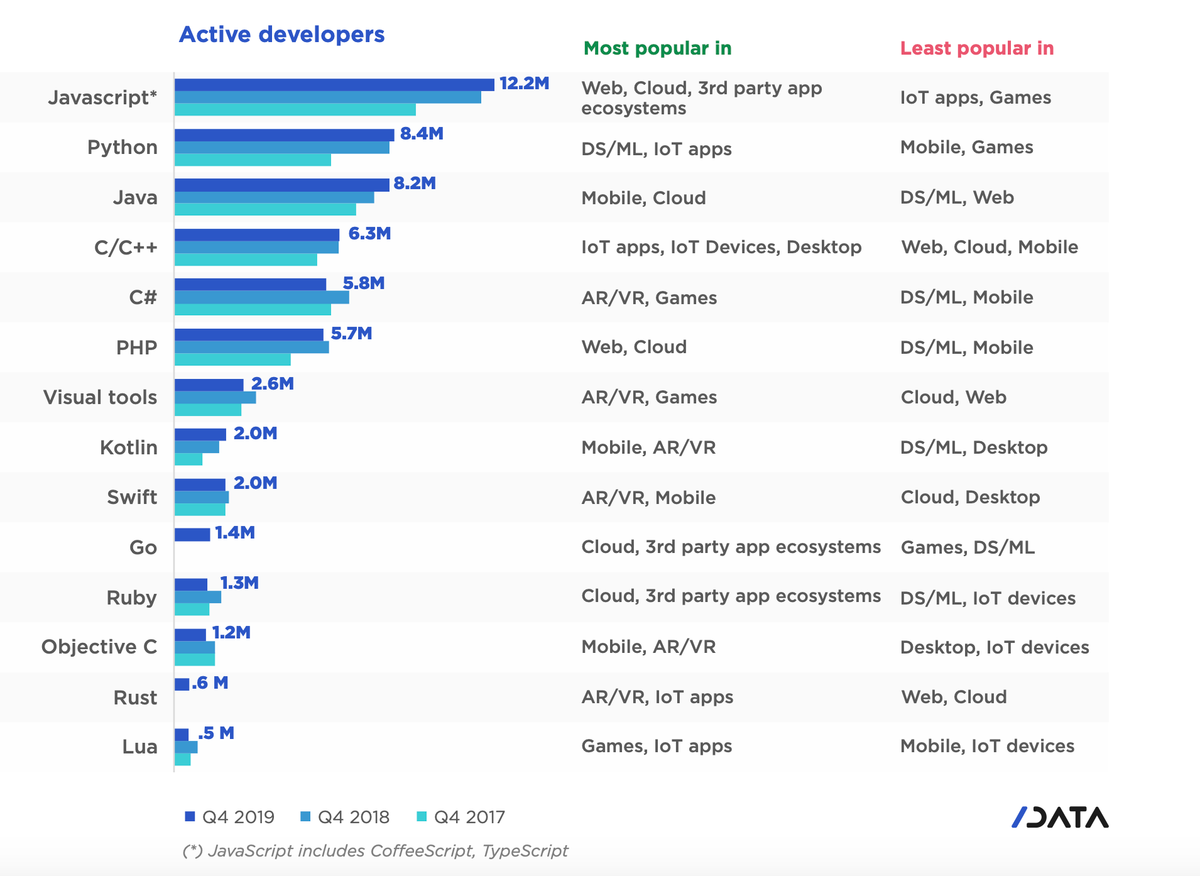 Active developers
Most popular in
Least popular in
Javascript*
12.2M
Web, Cloud, 3rd party app
ecosystems
IoT apps, Games
Python
8.4M
DS/ML, IoT apps
Mobile, Games
Java
8.2M
Mobile, Cloud
DS/ML, Web
C/C++
6.3M
IoT apps, IoT Devices, Desktop
Web, Cloud, Mobile
C#
5.8M
AR/VR, Games
DS/ML, Mobile
PHP
5.7M
Web, Cloud
DS/ML, Mobile
Visual tools
2.6M
AR/VR, Games
Cloud, Web
Kotlin
2.0M
Mobile, AR/VR
DS/ML, Desktop
Swift
2.0M
AR/VR, Mobile
Cloud, Desktop
Go
1.4M
Cloud, 3rd party app ecosystems
Games, DS/ML
Ruby
1.3M
Cloud, 3rd party app ecosystems
DS/ML, IoT devices
Objective C
1.2M
Mobile, AR/VR
Desktop, IoT devices
Rust
.6 M
AR/VR, IoT apps
Web, Cloud
Lua
.5 M
Games, IoT apps
Mobile, IoT devices
Q4 2019 Q4 2018 Q4 2017
/DATA
(*) JavaScript includes CoffeeScript, TypeScript